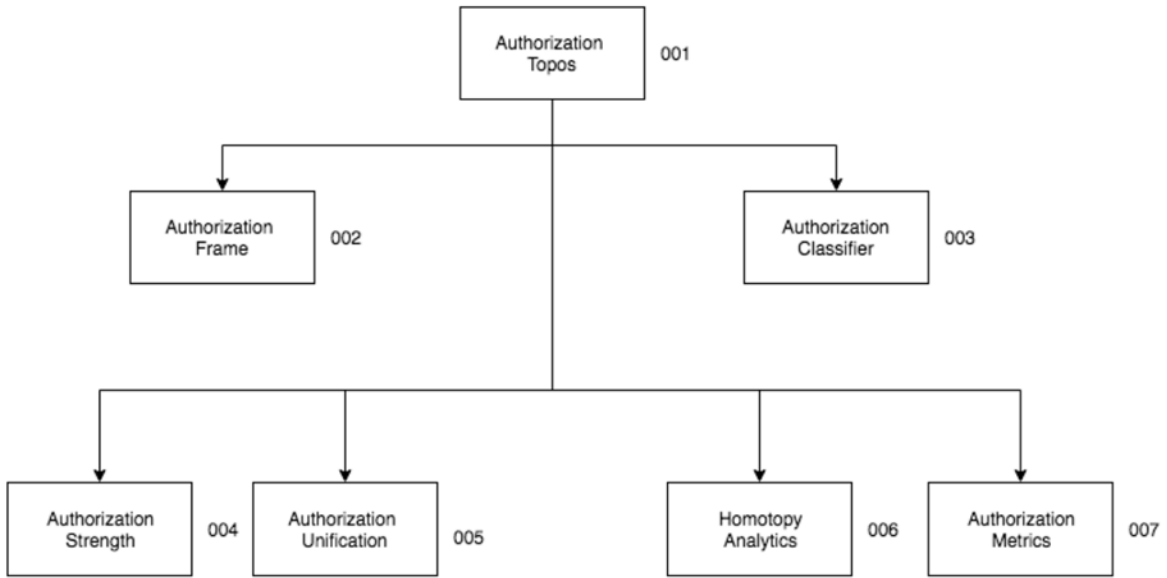 Authorization
Topos
001
Authorization
Frame
002
Authorization
Classifier
003
Authorization
Strength
004
Authorization
Unification
005
Homotopy
Analytics
006
Authorization
Metrics
007